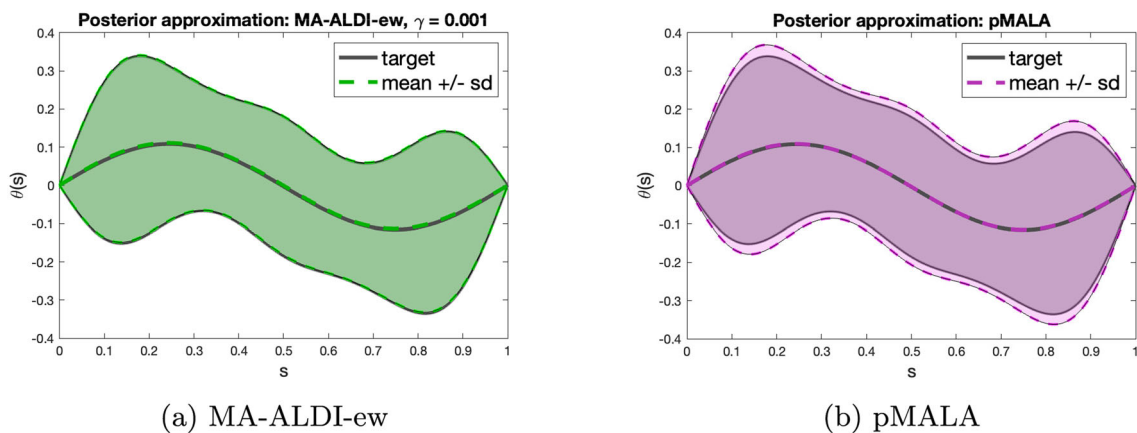 Posterior approximation: MA-ALDI-ew, γ = 0.001
target
mean +/- sd
0.4
0.3
0.2
0.1
0
-0.1
-0.2
-0.3
-0.4
θ(s)
0 0.1 0.2 0.3 0.4 0.5 0.6 0.7 0.8 0.9 1
s
(a) MA-ALDI-ew
Posterior approximation: pMALA
target
mean +/- sd
0.4
0.3
0.2
0.1
0
-0.1
-0.2
-0.3
-0.4
θ(s)
0 0.1 0.2 0.3 0.4 0.5 0.6 0.7 0.8 0.9 1
s
(b) pMALA